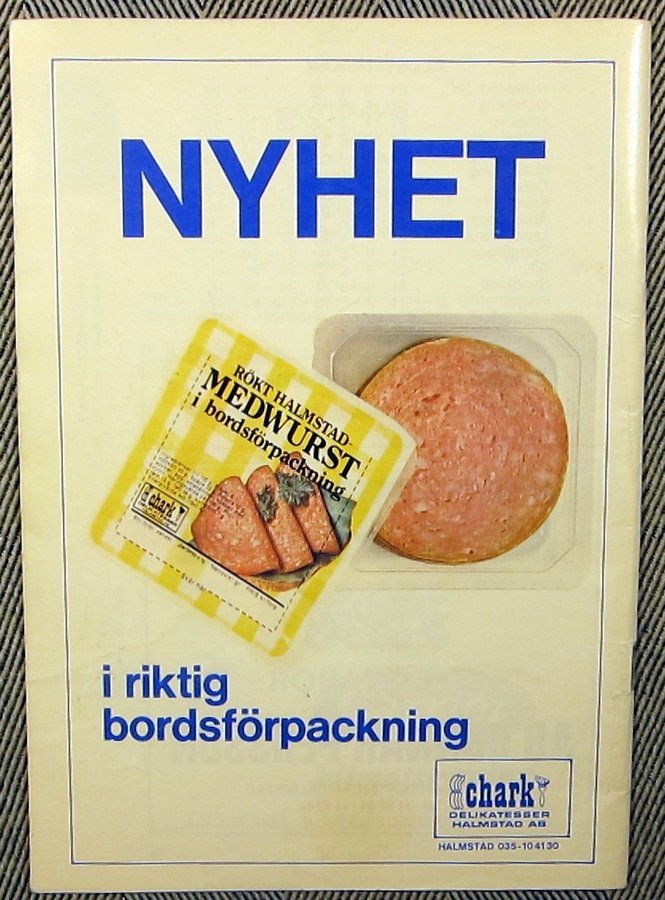 NYHET
RÖKT HALMSTAD-
MEDWURST
i bordsförpackning
chark
i riktig
bordsförpackning
chark
DELIKATESSER
HALMSTAD AB
HALMSTAD 035-104130